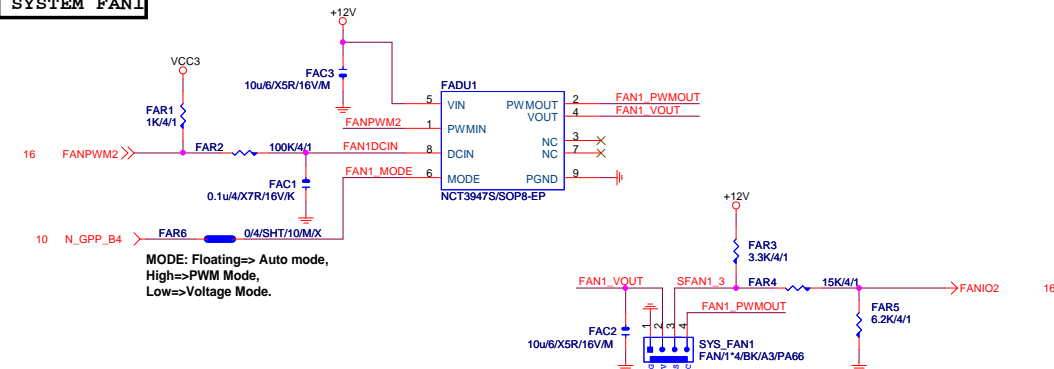 SYSTEM FAN1
+12V
VCC3
FAC3
10u/6/X5R/16V/M
FADU1
FAR1
1K/4/1
5 VIN PWMOUT 2 FAN1_PWMOUT
VOUT 4 FAN1_VOUT
FANPWM2 1 PWMIN
NC 3
16 FANPWM2 FAR2 100K/4/1 FAN1DCIN 8 DCIN NC 7
FAN1_MODE 6 MODE PGND 9
FAC1
0.1u/4/X7R/16V/K
NCT3947S/SOP8-EP
10 N_GPP_B4 FAR6 0/4/SHT/10/M/X
MODE: Floating=> Auto mode,
High=>PWM Mode,
Low=>Voltage Mode.
+12V
FAR3
3.3K/4/1
FAN1_VOUT SFAN1_3 FAR4 15K/4/1 FANIO2 16
FAN1_PWMOUT
FAR5
6.2K/4/1
FAC2
10u/6/X5R/16V/M
1 2 3 4
SYS_FAN1
FAN/1*4/BK/A3/PA66
G V S C